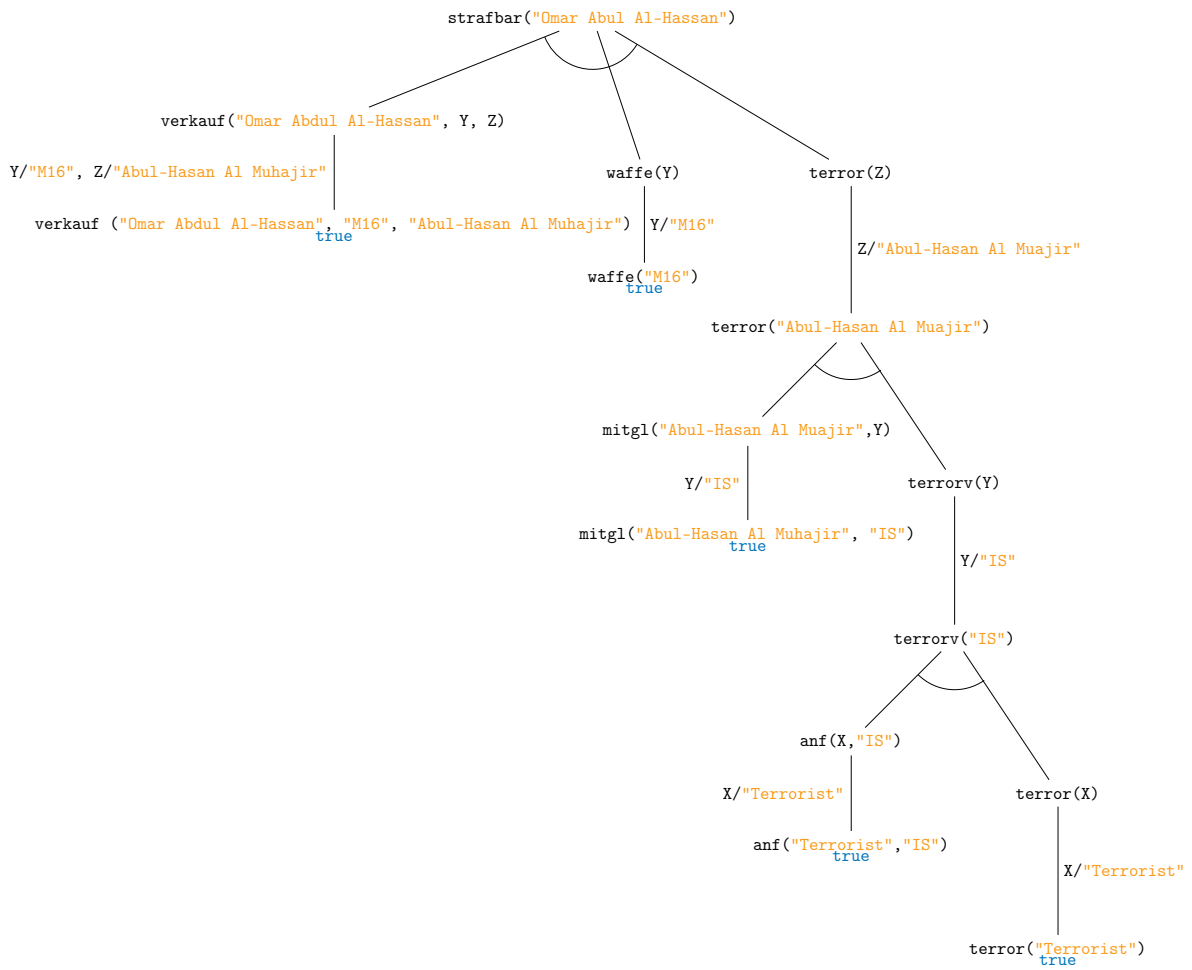 strafbar("Omar Abul Al-Hassan")
verkauf("Omar Abdul Al-Hassan", Y, Z)
Y/"M16", Z/"Abul-Hasan Al Muhajir"
verkauf ("Omar Abdul Al-Hassan", "M16", "Abul-Hasan Al Muhajir")
true
waffe(Y)
Y/"M16"
waffe("M16")
true
terror(Z)
Z/"Abul-Hasan Al Muajir"
terror("Abul-Hasan Al Muajir")
mitgl("Abul-Hasan Al Muajir",Y)
Y/"IS"
mitgl("Abul-Hasan Al Muhajir", "IS")
true
terrorv(Y)
Y/"IS"
terrorv("IS")
anf(X,"IS")
X/"Terrorist"
anf("Terrorist","IS")
true
terror(X)
X/"Terrorist"
terror("Terrorist")
true